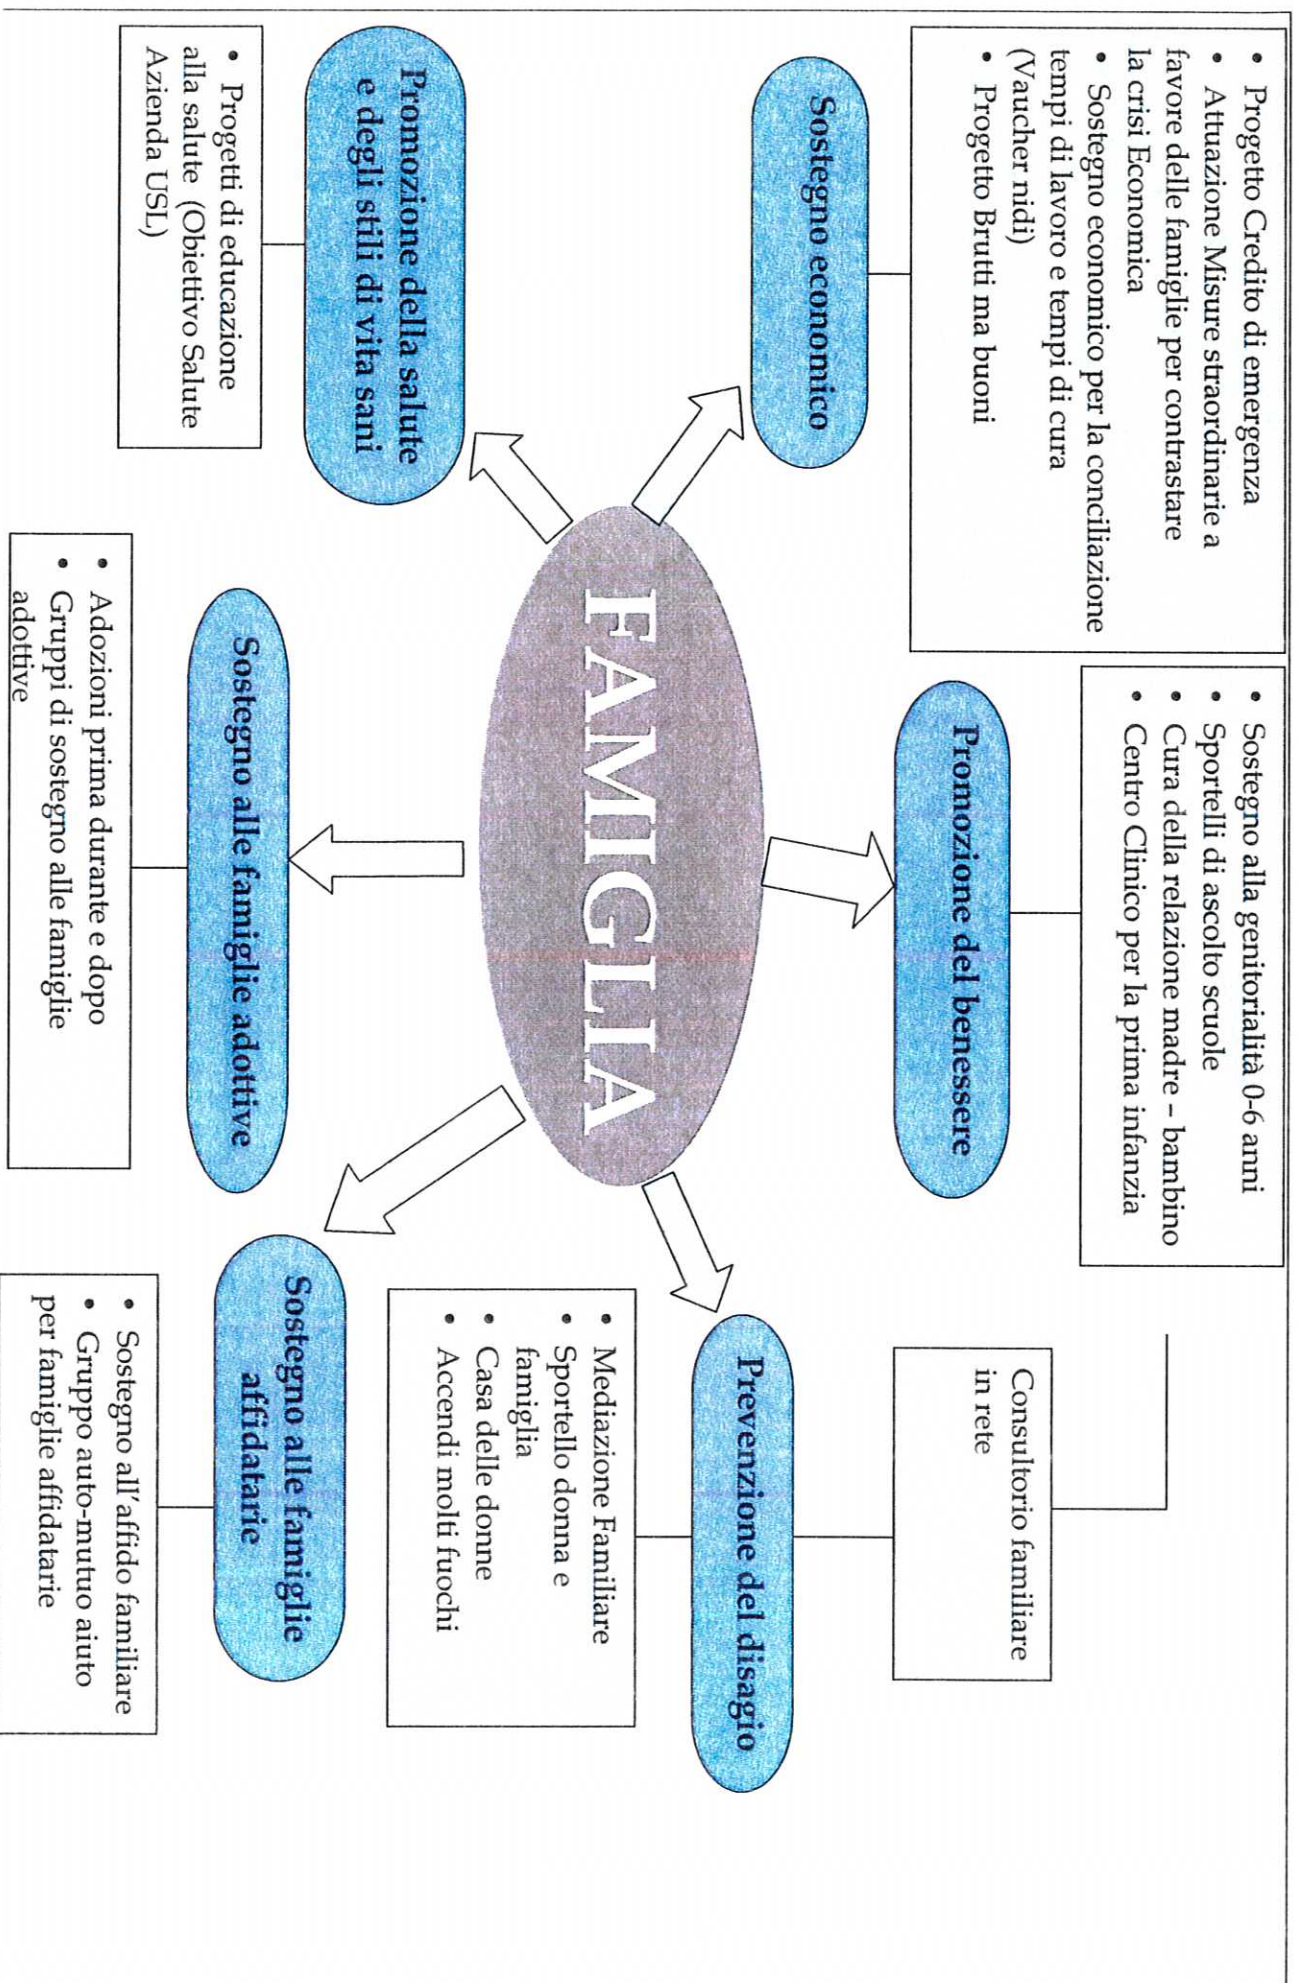 • Progetto Credito di emergenza
• Attuazione Misure straordinarie a
favore delle famiglie per contrastare
la crisi Economica
• Sostegno economico per la conciliazione
tempi di lavoro e tempi di cura
(Vaucher nidi)
• Progetto Brutti ma buoni
Sostegno economico
• Sostegno alla genitorialità 0-6 anni
• Sportelli di ascolto scuole
• Cura della relazione madre – bambino
• Centro Clinico per la prima infanzia
Promozione del benessere
Consultorio familiare
in rete
Prevenzione del disagio
• Mediazione Familiare
• Sportello donna e
famiglia
• Casa delle donne
• Accendi molti fuochi
FAMIGLIA
Promozione della salute
e degli stili di vita sani
• Progetti di educazione
alla salute (Obiettivo Salute
Azienda USL)
Sostegno alle famiglie adottive
• Adozioni prima durante e dopo
• Gruppi di sostegno alle famiglie
adottive
Sostegno alle famiglie
affidatarie
• Sostegno all'affido familiare
• Gruppo auto-mutuo aiuto
per famiglie affidatarie